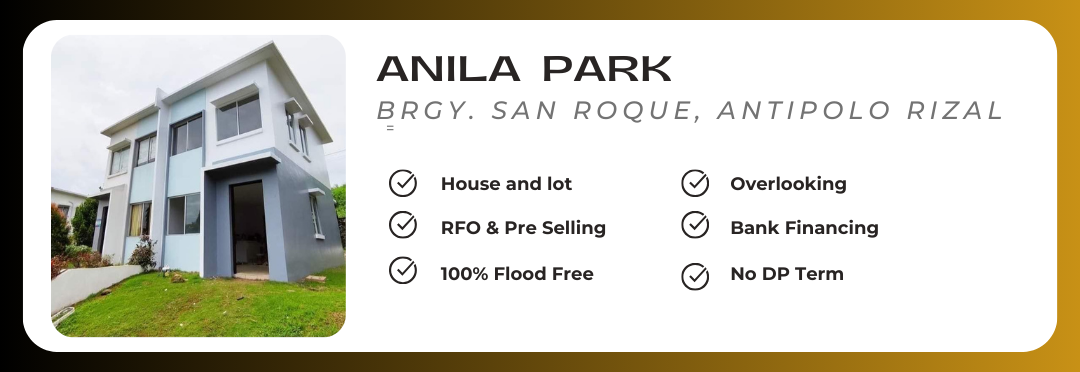 ANILA PARK
BRGY. SAN ROQUE, ANTIPOLO RIZAL
=
House and lot
RFO & Pre Selling
100% Flood Free
Overlooking
Bank Financing
No DP Term